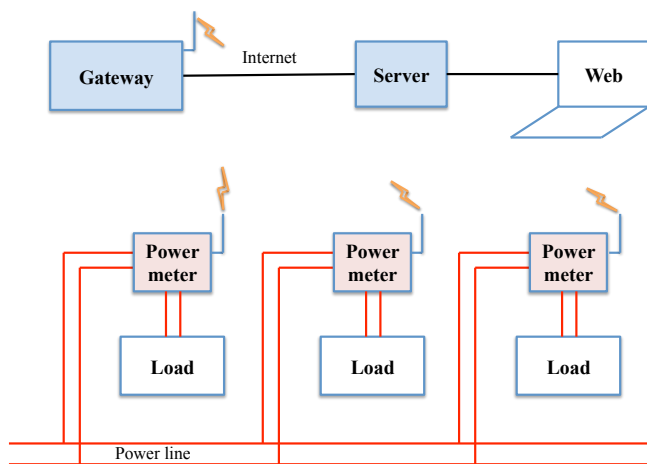 Gateway
Internet
Server
Web
Power
meter
Power
meter
Power
meter
Load
Load
Load
Power line